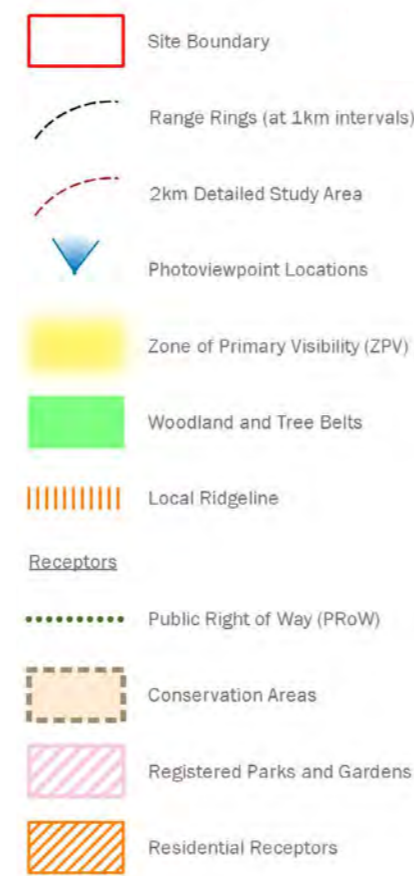 Site Boundary
Range Rings (at 1km intervals)
2km Detailed Study Area
Photoviewpoint Locations
Zone of Primary Visibility (ZPV)
Woodland and Tree Belts
Local Ridgeline
Receptors
Public Right of Way (PRoW)
Conservation Areas
Registered Parks and Gardens
Residential Receptors